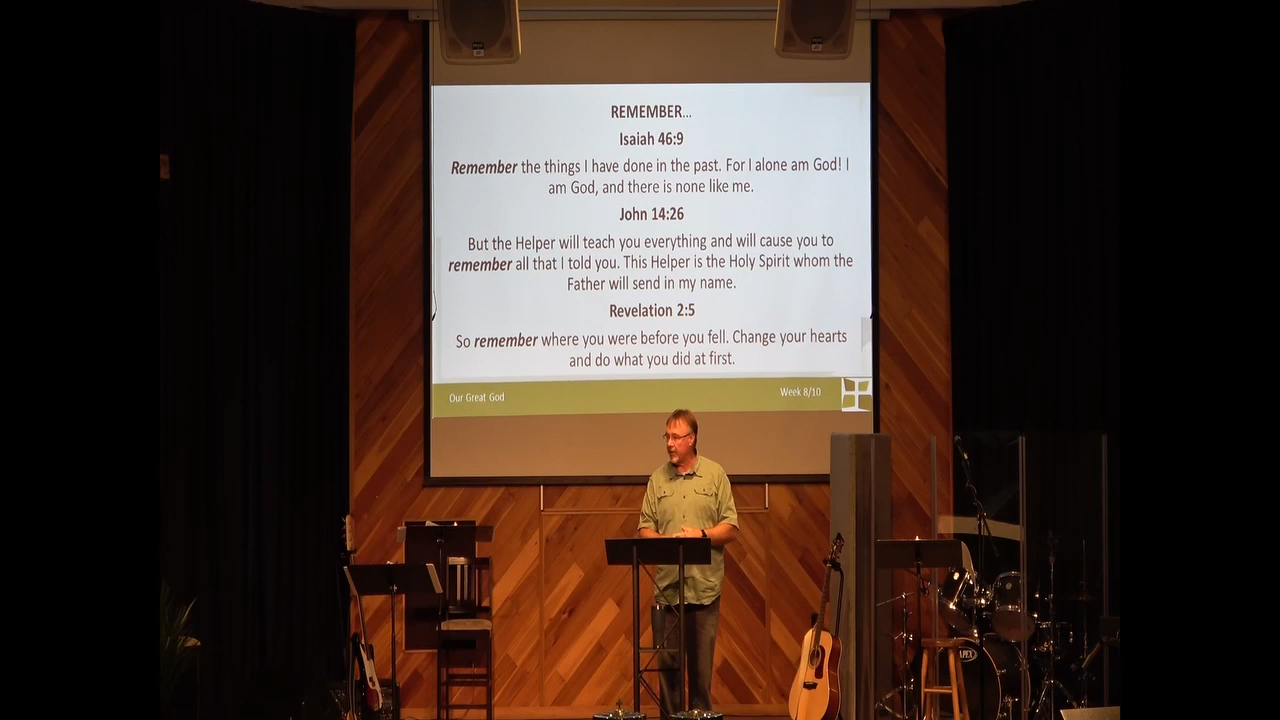 REMEMBER...
Isaiah 46:9
Remember the things I have done in the past. For I alone am God! I
am God, and there is none like me.
John 14:26
But the Helper will teach you everything and will cause you to
remember all that I told you. This Helper is the Holy Spirit whom the
Father will send in my name.
Revelation 2:5
So remember where you were before you fell. Change your hearts
and do what you did at first.
Our Great God
Week 8/10
APEX